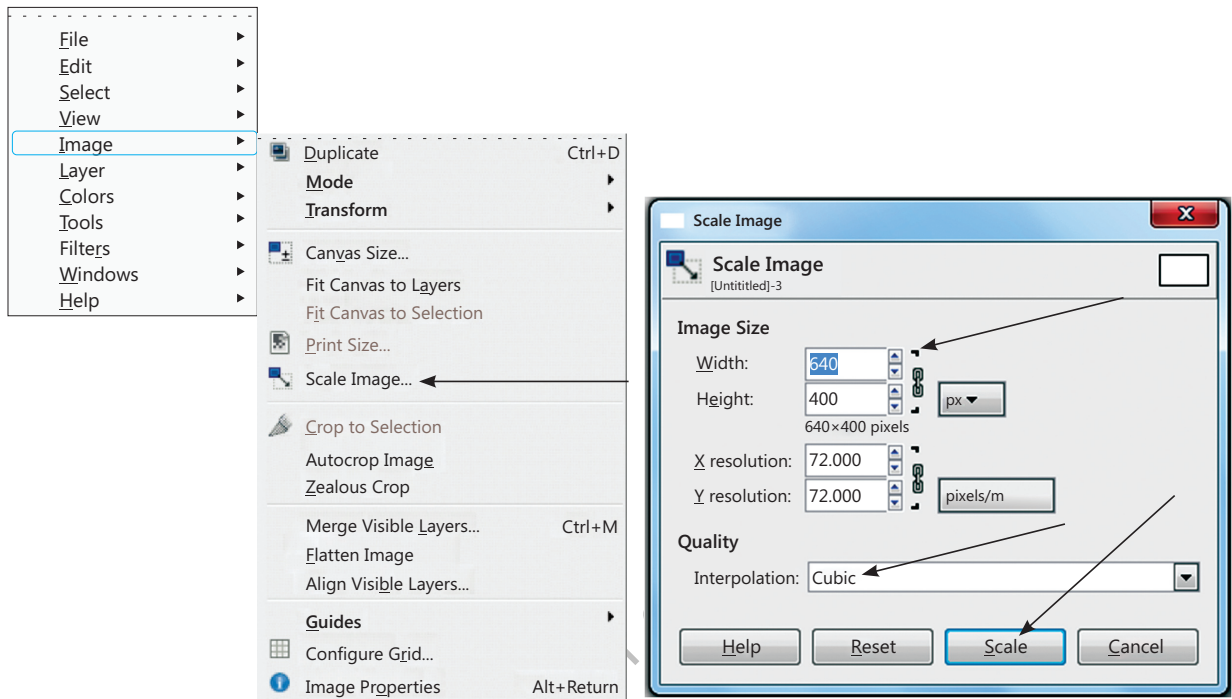 File
Edit
Select
View
Image
Layer
Colors
Tools
Filters
Windows
Help
Duplicate Ctrl+D
Mode
Transform
Canvas Size...
Fit Canvas to Layers
Fit Canvas to Selection
Print Size...
Scale Image...
Crop to Selection
Autocrop Image
Zealous Crop
Merge Visible Layers... Ctrl+M
Flatten Image
Align Visible Layers...
Guides
Configure Grid...
Image Properties Alt+Return
Scale Image
Scale Image
[Untititled]-3
Image Size
Width: 640
Height: 400 px
640×400 pixels
X resolution: 72.000
Y resolution: 72.000 pixels/m
Quality
Interpolation: Cubic
Help Reset Scale Cancel